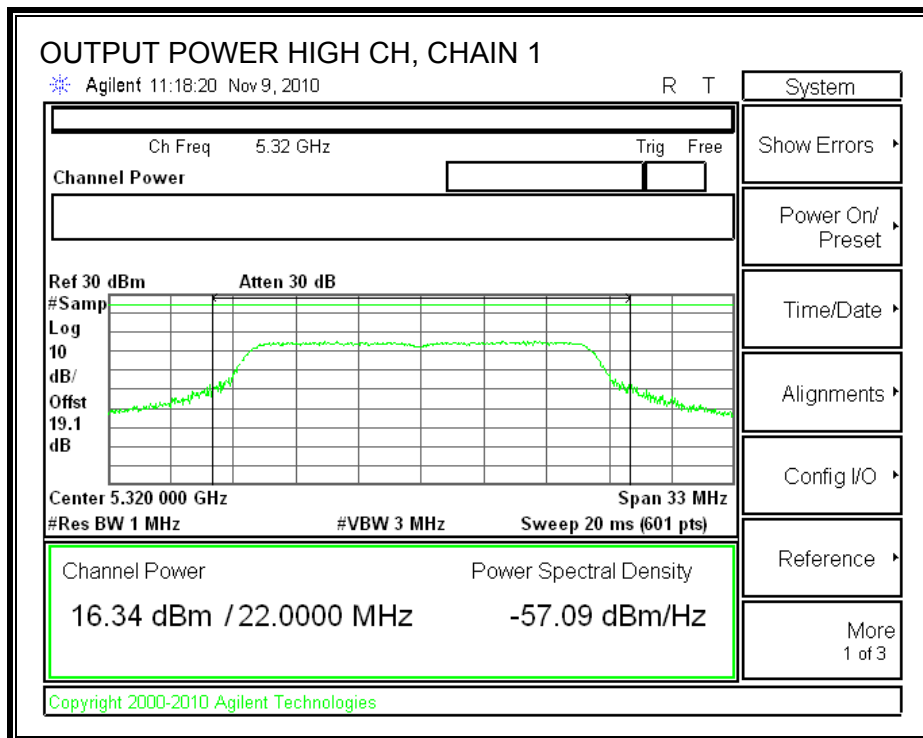 OUTPUT POWER HIGH CH, CHAIN 1
Agilent 11:18:20 Nov 9, 2010 R T
System
Ch Freq 5.32 GHz Trig Free
Show Errors
Channel Power
Power On/
Preset
Ref 30 dBm Atten 30 dB
#Samp
Log
10
dB/
Offst
19.1
dB
Time/Date
Alignments
Config I/O
Center 5.320 000 GHz Span 33 MHz
#Res BW 1 MHz #VBW 3 MHz Sweep 20 ms (601 pts)
Channel Power Power Spectral Density
16.34 dBm / 22.0000 MHz -57.09 dBm/Hz
Reference
More
1 of 3
Copyright 2000-2010 Agilent Technologies